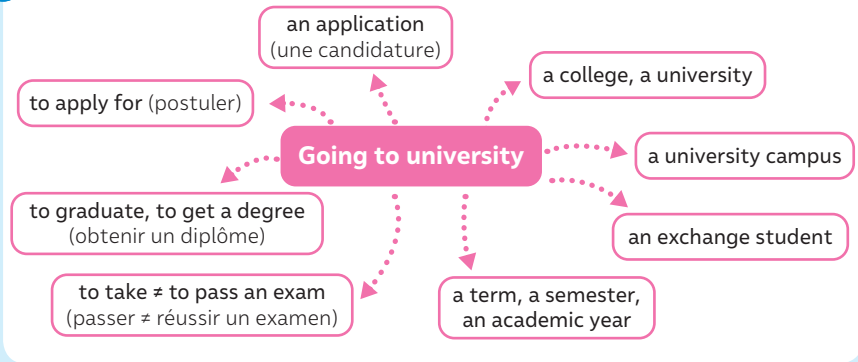 an application
(une candidature)
a college, a university
to apply for (postuler)
Going to university
a university campus
to graduate, to get a degree
(obtenir un diplôme)
an exchange student
to take ≠ to pass an exam
(passer ≠ réussir un examen)
a term, a semester,
an academic year